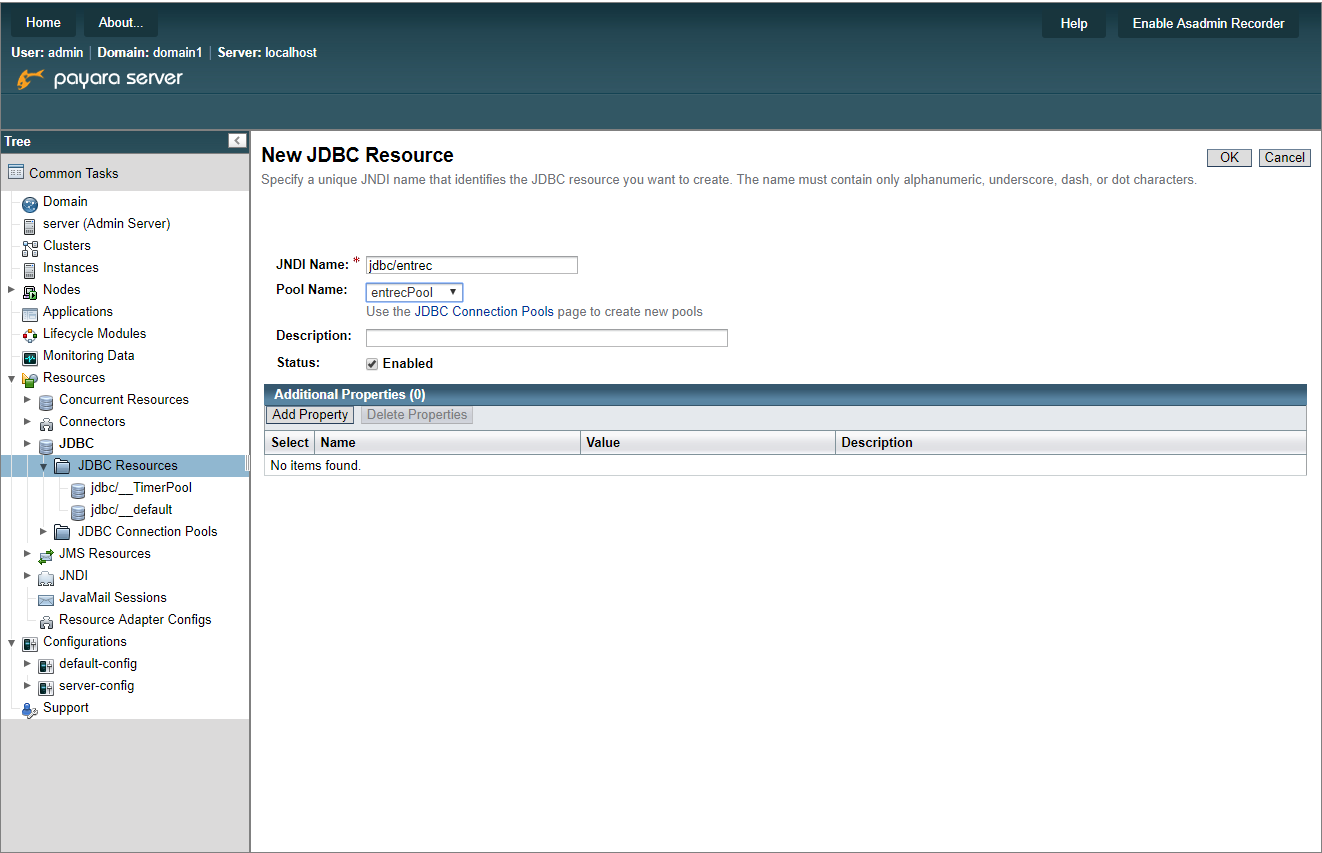 Home About... Help Enable Asadmin Recorder
User: admin | Domain: domain1 | Server: localhost
payara server
Tree
Common Tasks
Domain
server (Admin Server)
Clusters
Instances
Nodes
Applications
Lifecycle Modules
Monitoring Data
Resources
Concurrent Resources
Connectors
JDBC
JDBC Resources
jdbc/__TimerPool
jdbc/__default
JDBC Connection Pools
JMS Resources
JNDI
JavaMail Sessions
Resource Adapter Configs
Configurations
default-config
server-config
Support
New JDBC Resource
OK Cancel
Specify a unique JNDI name that identifies the JDBC resource you want to create. The name must contain only alphanumeric, underscore, dash, or dot characters.
JNDI Name: * jdbc/entrec
Pool Name: entrecPool
Use the JDBC Connection Pools page to create new pools
Description:
Status: Enabled
Additional Properties (0)
Add Property Delete Properties
Select Name Value Description
No items found.